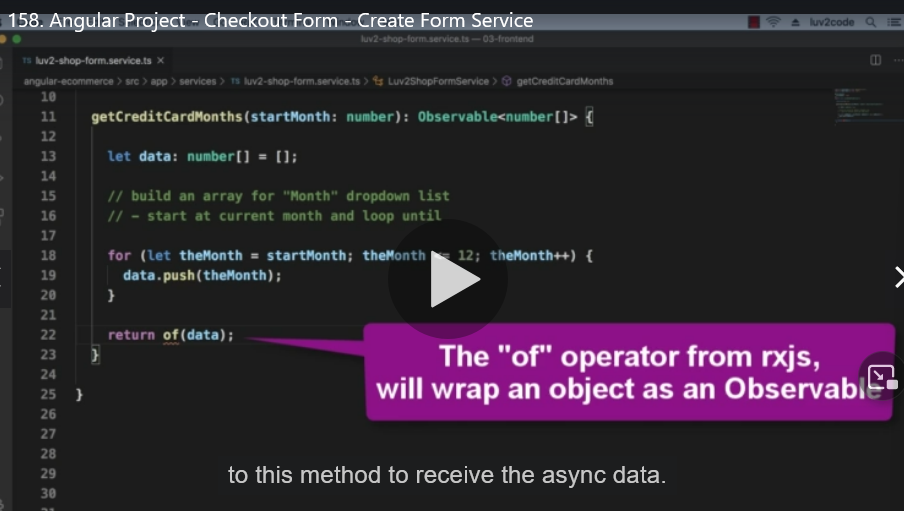 158. Angular Project - Checkout Form - Create Form Service
luv2code
luv2-shop-form.service.ts — 03-frontend
TS luv2-shop-form.service.ts ×
angular-ecommerce > src > app > services > TS luv2-shop-form.service.ts > Luv2ShopFormService > getCreditCardMonths
10
11 getCreditCardMonths(startMonth: number): Observable<number[]> {
12
13 let data: number[] = [];
14
15 // build an array for "Month" dropdown list
16 // - start at current month and loop until
17
18 for (let theMonth = startMonth; theMonth <= 12; theMonth++) {
19 data.push(theMonth);
20 }
21
22 return of(data);
23 }
24
25 }
26
27
28
29
30
The "of" operator from rxjs,
will wrap an object as an Observable
to this method to receive the async data.